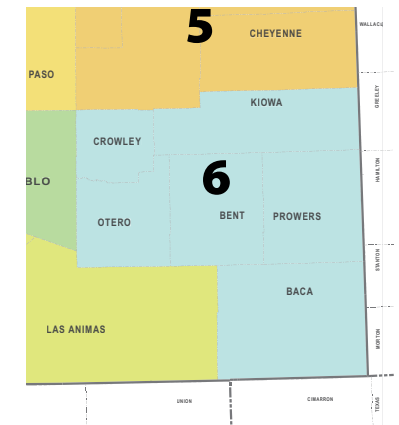 5
CHEYENNE
WALLACU
PASO
KIOWA
GREELEY
CROWLEY
HAMILTON
BLO
6
OTERO
BENT
PROWERS
STANTON
BACA
LAS ANIMAS
MORTON
UNION
CIMARRON
TEXAS